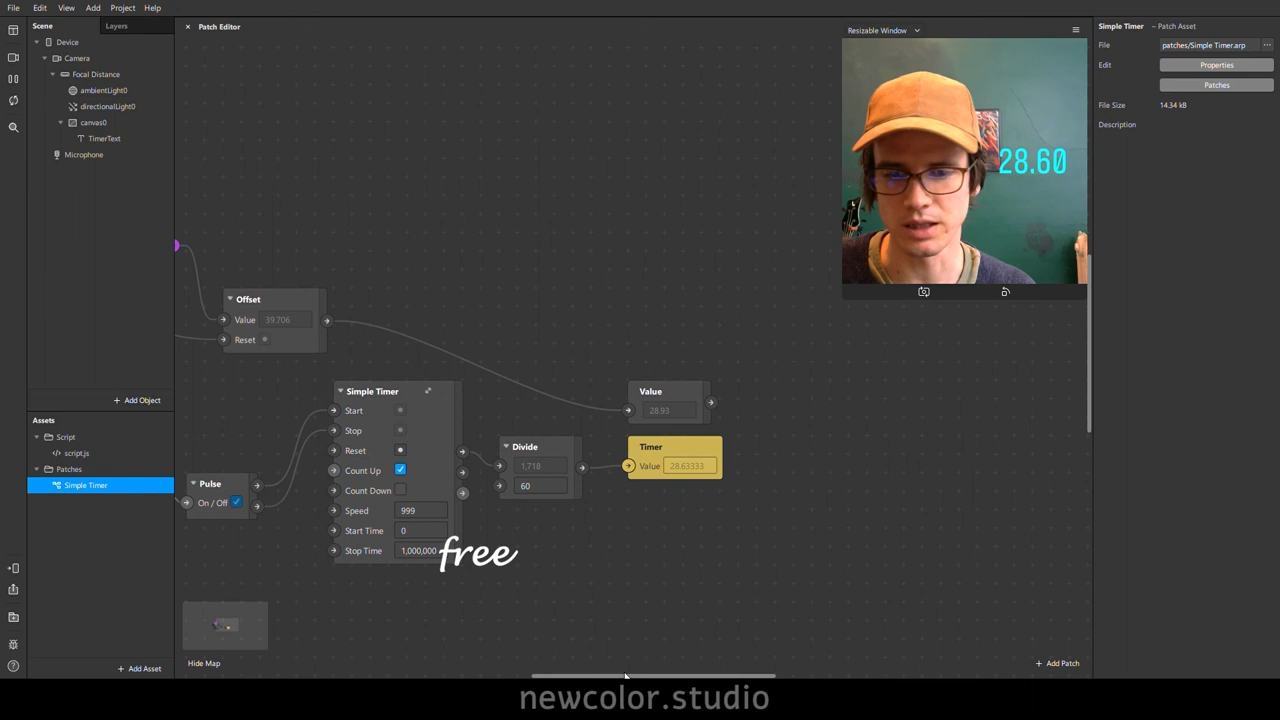 File Edit View Add Project Help
Scene Layers
Device
Camera
Focal Distance
ambientLight0
directionalLight0
canvas0
TimerText
Microphone
+ Add Object
Assets
Script
script.js
Patches
Simple Timer
+ Add Asset
× Patch Editor
Offset
Value 39.706
Reset
Pulse
On / Off
Simple Timer
Start
Stop
Reset
Count Up
Count Down
Speed 999
Start Time 0
Stop Time 1,000,000
free
Divide
1,718
60
Value
28.93
Timer
Value 28.63333
Hide Map
+ Add Patch
Resizable Window
28.60
Simple Timer – Patch Asset
File patches/Simple Timer.arp ...
Edit Properties
Patches
File Size 14.34 kB
Description
newcolor.studio